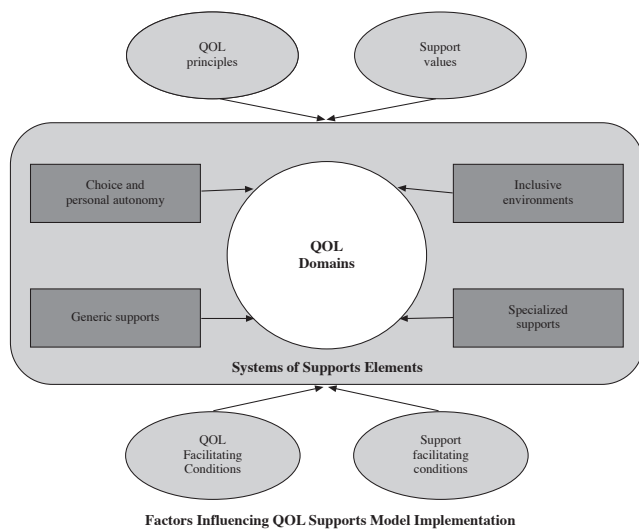 QOL
principles
Support
values
Choice and
personal autonomy
Inclusive
environments
QOL
Domains
Generic supports
Specialized
supports
Systems of Supports Elements
QOL
Facilitating
Conditions
Support
facilitating
conditions
Factors Influencing QOL Supports Model Implementation